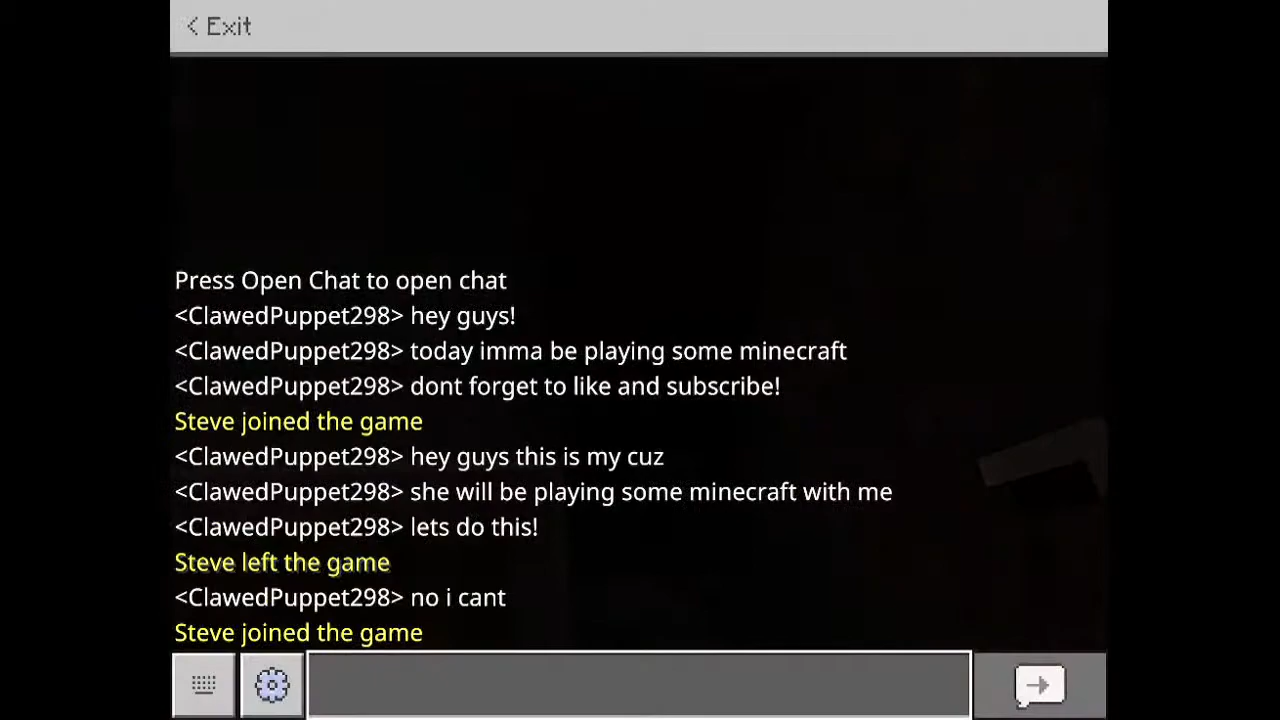 < Exit
Press Open Chat to open chat
<ClawedPuppet298> hey guys!
<ClawedPuppet298> today imma be playing some minecraft
<ClawedPuppet298> dont forget to like and subscribe!
Steve joined the game
<ClawedPuppet298> hey guys this is my cuz
<ClawedPuppet298> she will be playing some minecraft with me
<ClawedPuppet298> lets do this!
Steve left the game
<ClawedPuppet298> no i cant
Steve joined the game